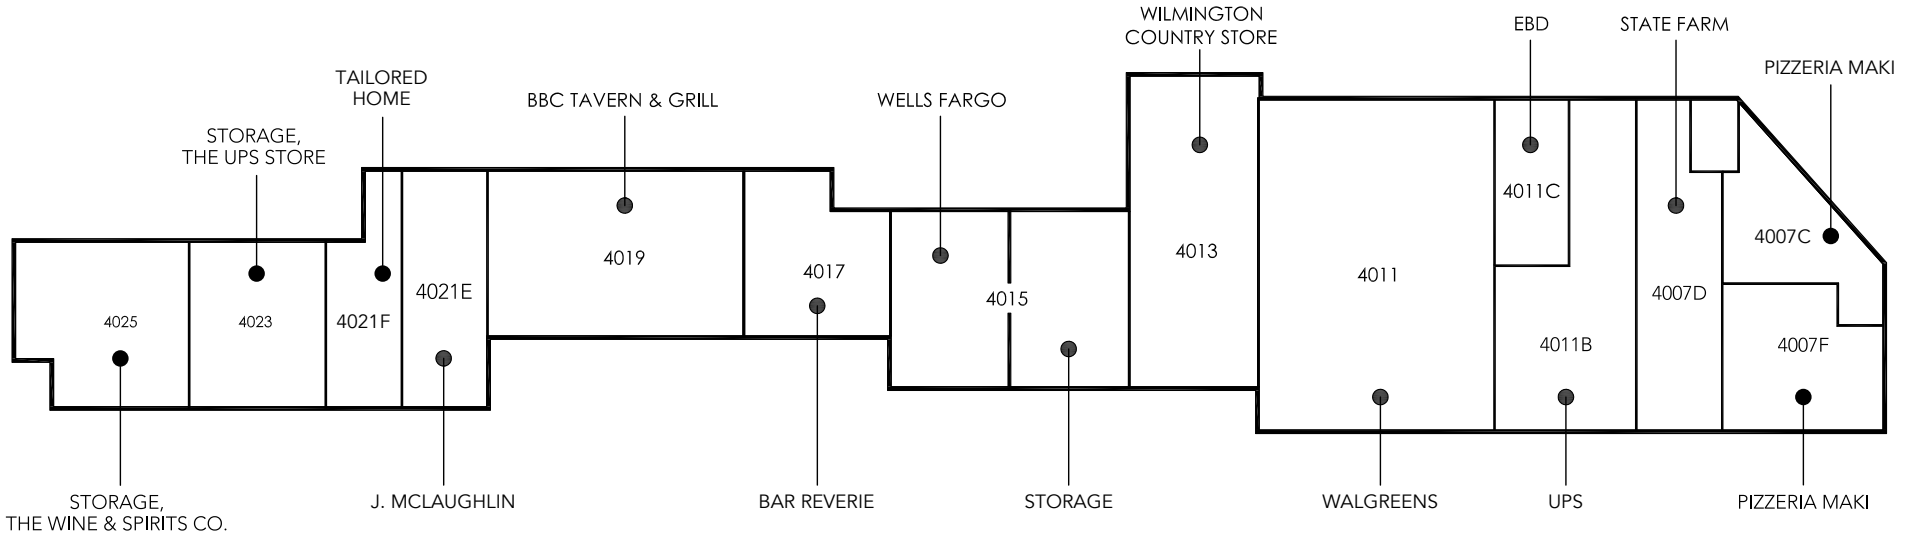 WILMINGTON
COUNTRY STORE
EBD
STATE FARM
PIZZERIA MAKI
TAILORED
HOME
BBC TAVERN & GRILL
WELLS FARGO
STORAGE,
THE UPS STORE
4025
4023
4021F
4021E
4019
4017
4015
4013
4011
4011C
4011B
4007D
4007C
4007F
STORAGE,
THE WINE & SPIRITS CO.
J. MCLAUGHLIN
BAR REVERIE
STORAGE
WALGREENS
UPS
PIZZERIA MAKI